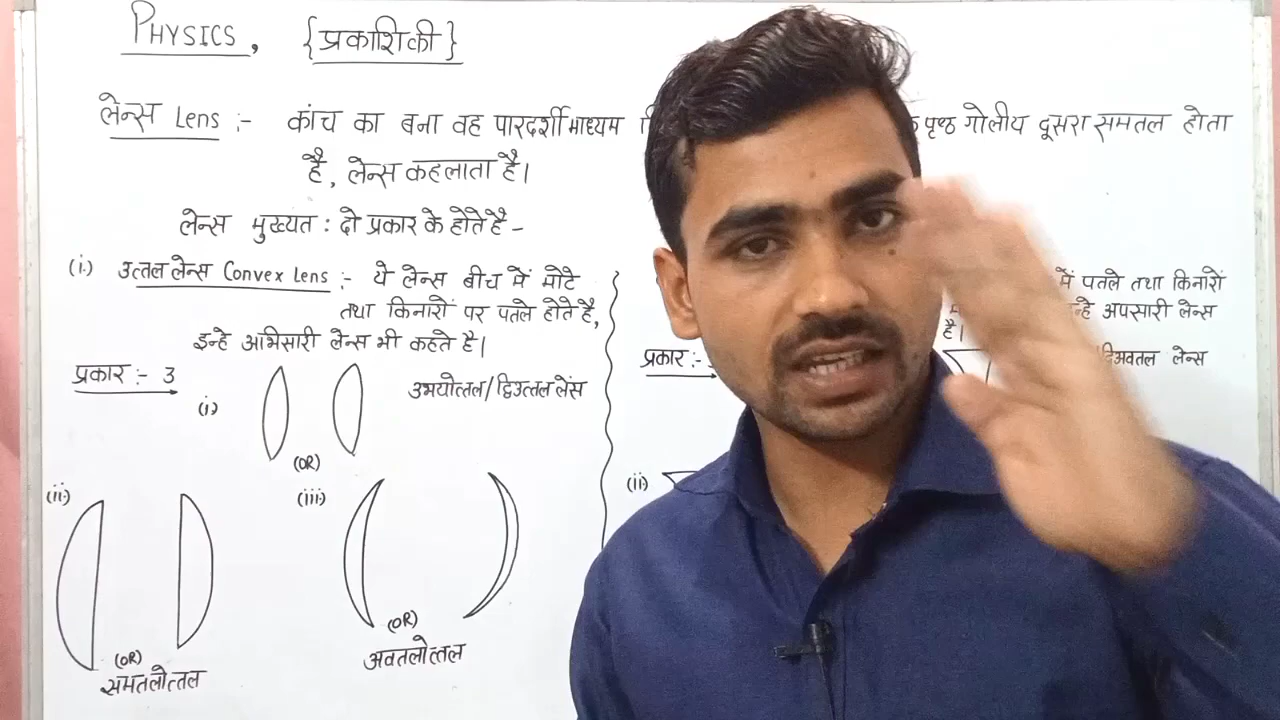 PHYSICS, {प्रकाशिकी}
लेन्स Lens :- कांच का बना वह पारदर्शी माध्यम पृष्ठ गोलीय दूसरा समतल होता
है, लेन्स कहलाता है।
लेन्स मुख्यत: दो प्रकार के होते है -
(i.) उत्तल लेन्स Convex Lens :- ये लेन्स बीच में मोटे
तथा किनारों पर पतले होते है,
इन्हे अभिसारी लेन्स भी कहते है।
प्रकार :- 3
(i) उभयोत्तल/द्विउत्तल लेंस
(OR)
(ii) (iii)
(OR)
समतलोत्तल
(OR)
अवतलोत्तल
में पतले तथा किनारों
न्हे अपसारी लेन्स
है।
प्रकार :-
द्विअवतल लेन्स
(ii)